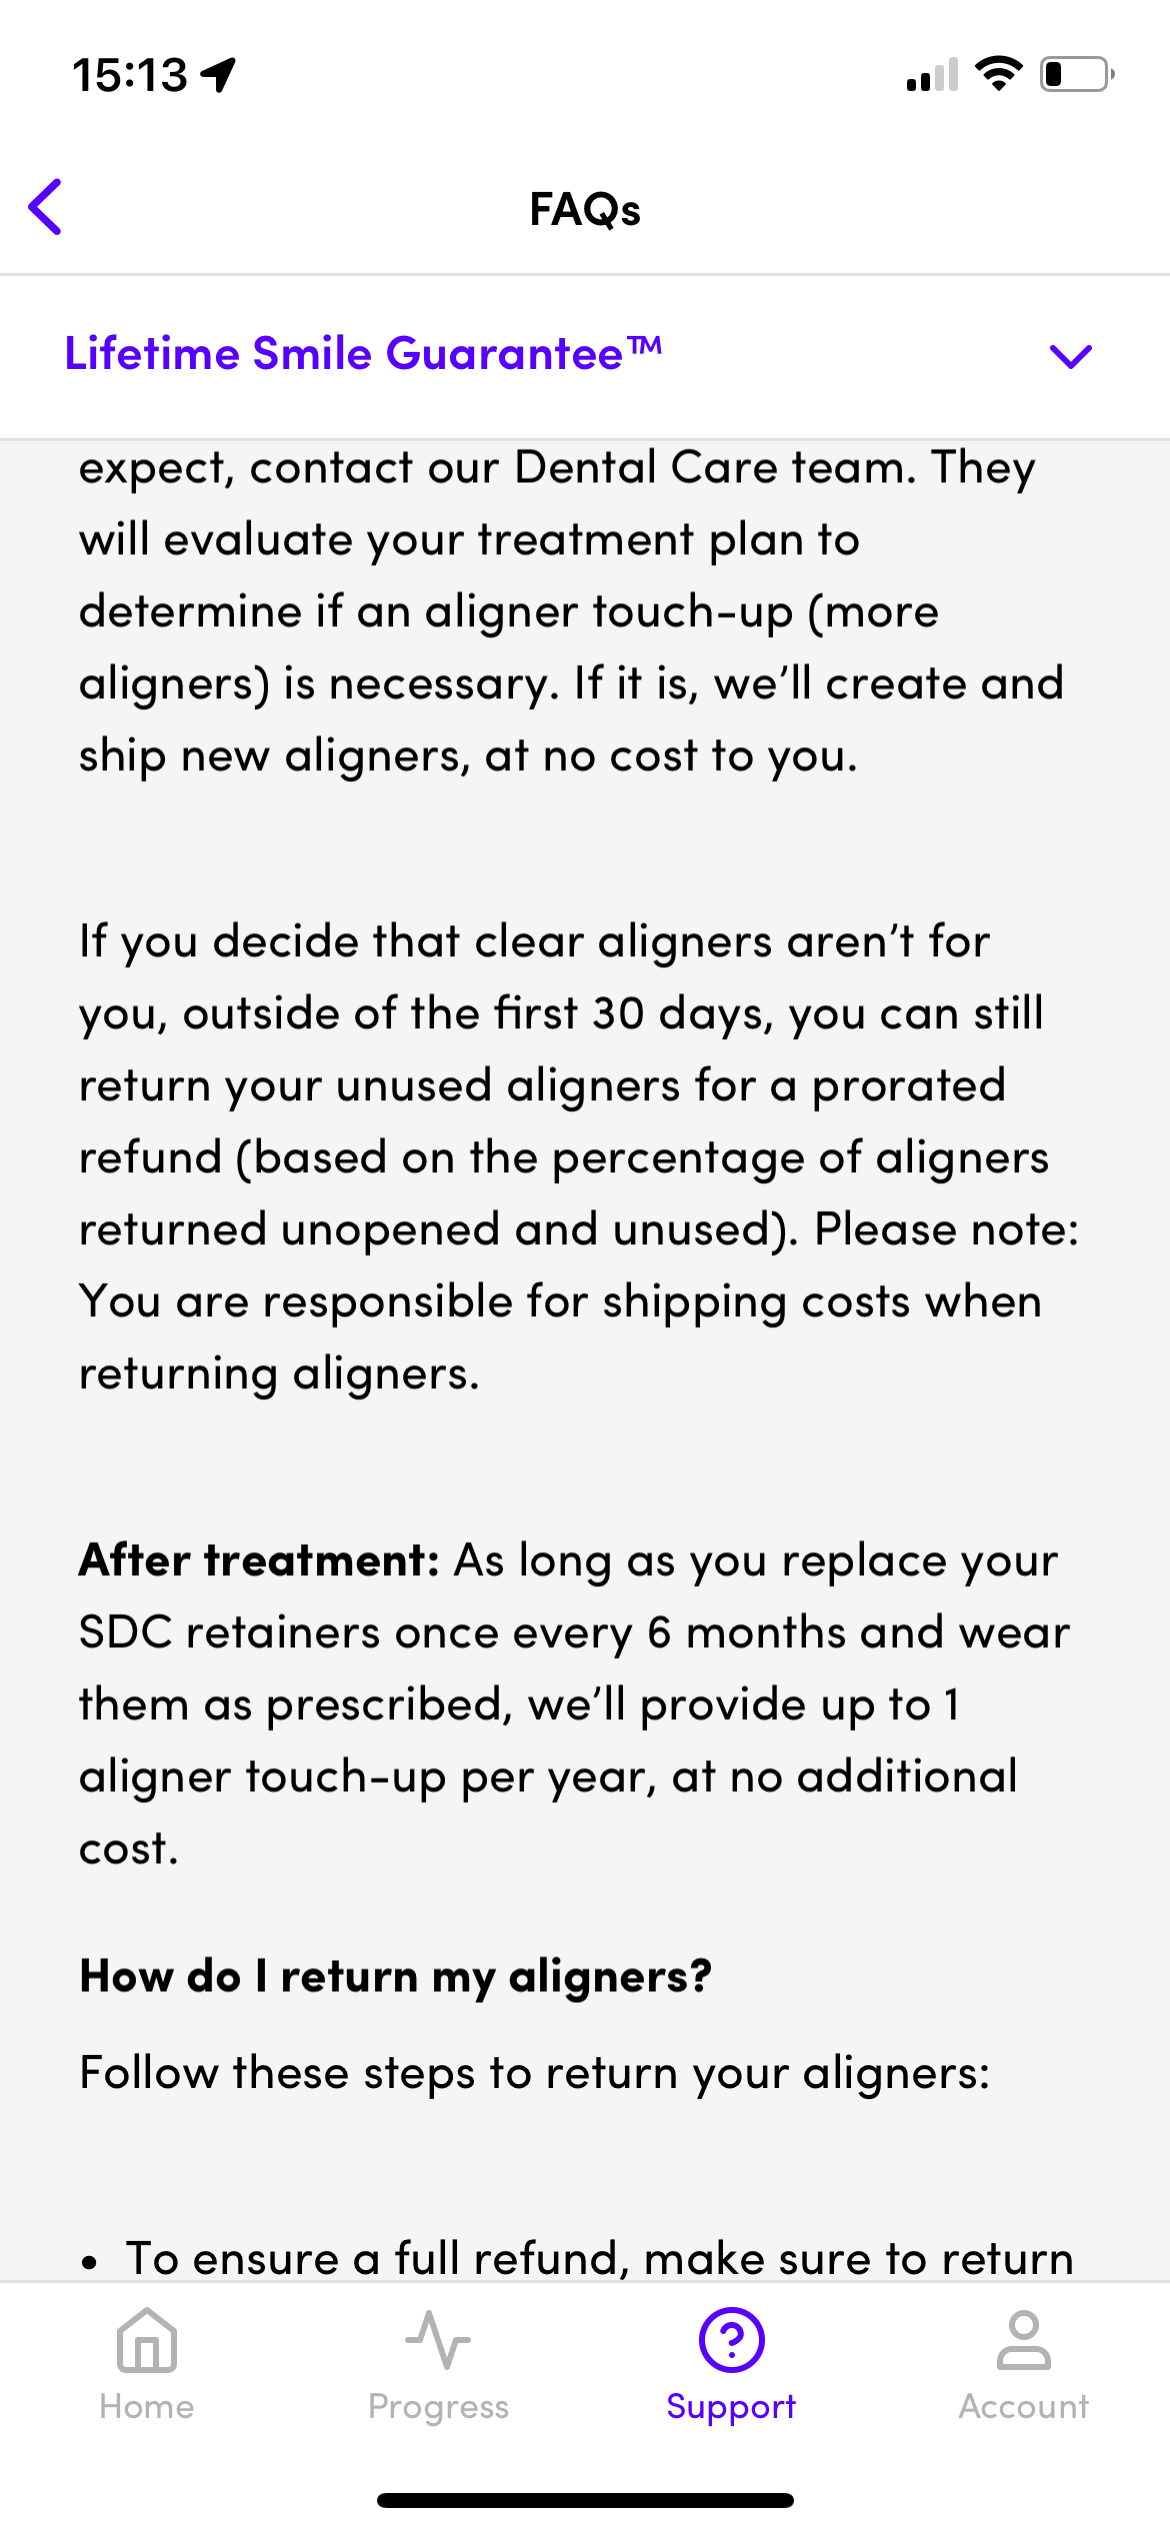 15:13
FAQs
Lifetime Smile Guarantee™
expect, contact our Dental Care team. They
will evaluate your treatment plan to
determine if an aligner touch-up (more
aligners) is necessary. If it is, we’ll create and
ship new aligners, at no cost to you.
If you decide that clear aligners aren’t for
you, outside of the first 30 days, you can still
return your unused aligners for a prorated
refund (based on the percentage of aligners
returned unopened and unused). Please note:
You are responsible for shipping costs when
returning aligners.
After treatment: As long as you replace your
SDC retainers once every 6 months and wear
them as prescribed, we’ll provide up to 1
aligner touch-up per year, at no additional
cost.
How do I return my aligners?
Follow these steps to return your aligners:
• To ensure a full refund, make sure to return
Home Progress Support Account